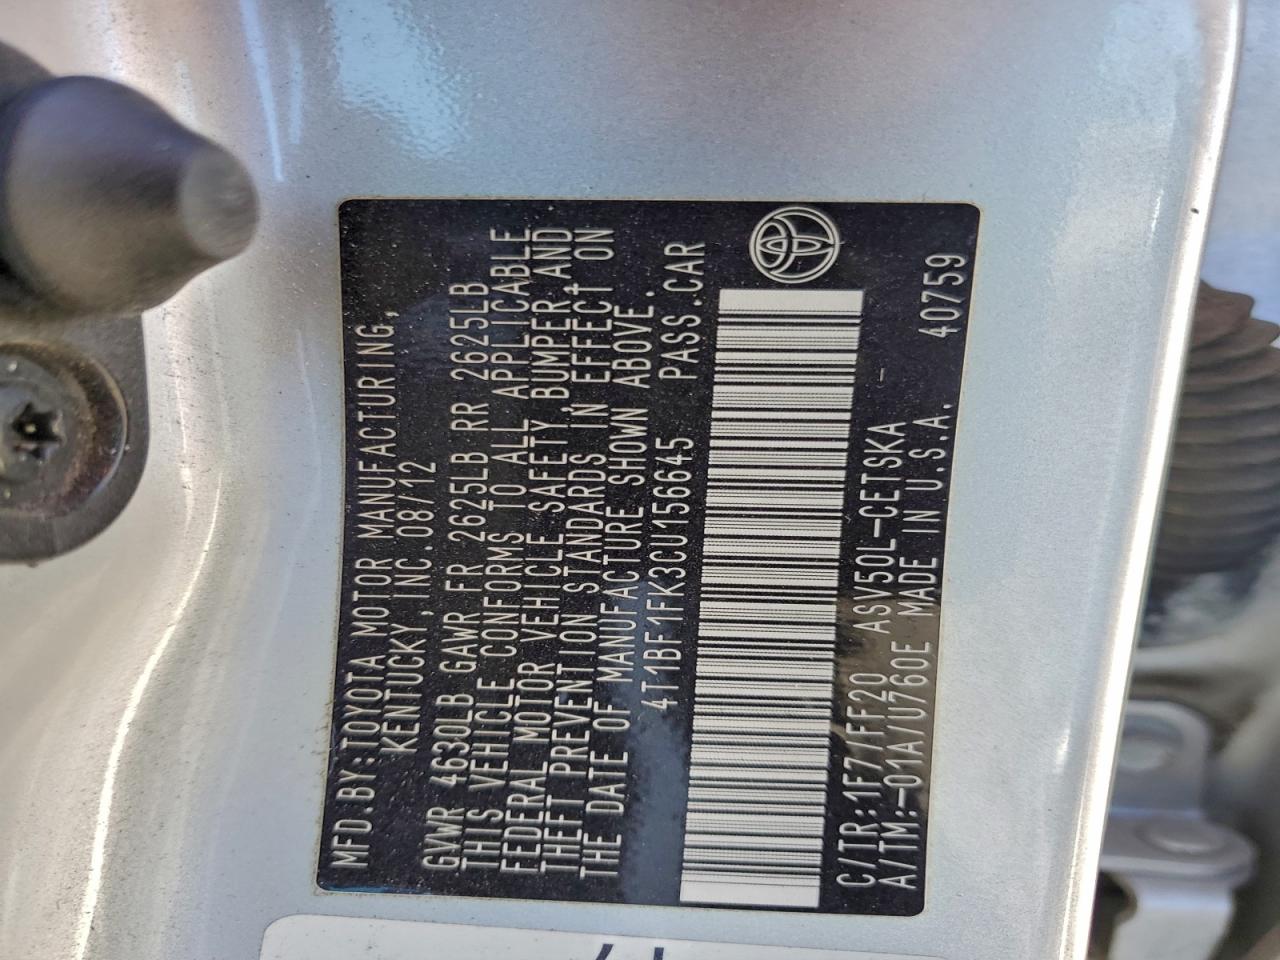 MFD.BY:TOYOTA MOTOR MANUFACTURING,
KENTUCKY,INC.08/12
GVWR 4630LB GAWR FR 2625LB RR 2625LB
THIS VEHICLE CONFORMS TO ALL APPLICABLE
FEDERAL MOTOR VEHICLE SAFETY,BUMPER,AND
THEFT PREVENTION STANDARDS IN EFFECT ON
THE DATE OF MANUFACTURE SHOWN ABOVE.
4T1BF1FK3CU156645 PASS.CAR
C/TR:1F7/FF20 ASV50L-CETSKA -
A/TM:-01A/U760E MADE IN U.S.A. 40759